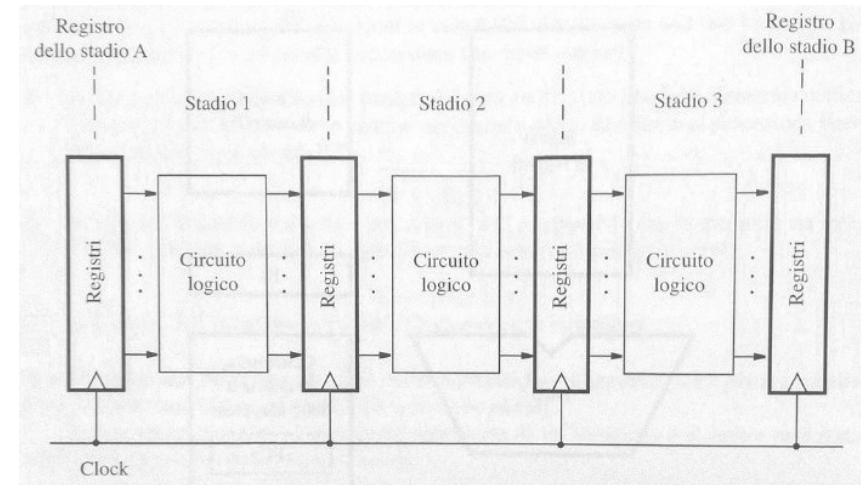 Registro
dello stadio A
Registro
dello stadio B
Stadio 1
Stadio 2
Stadio 3
Registri
Circuito
logico
Registri
Circuito
logico
Registri
Circuito
logico
Registri
Clock